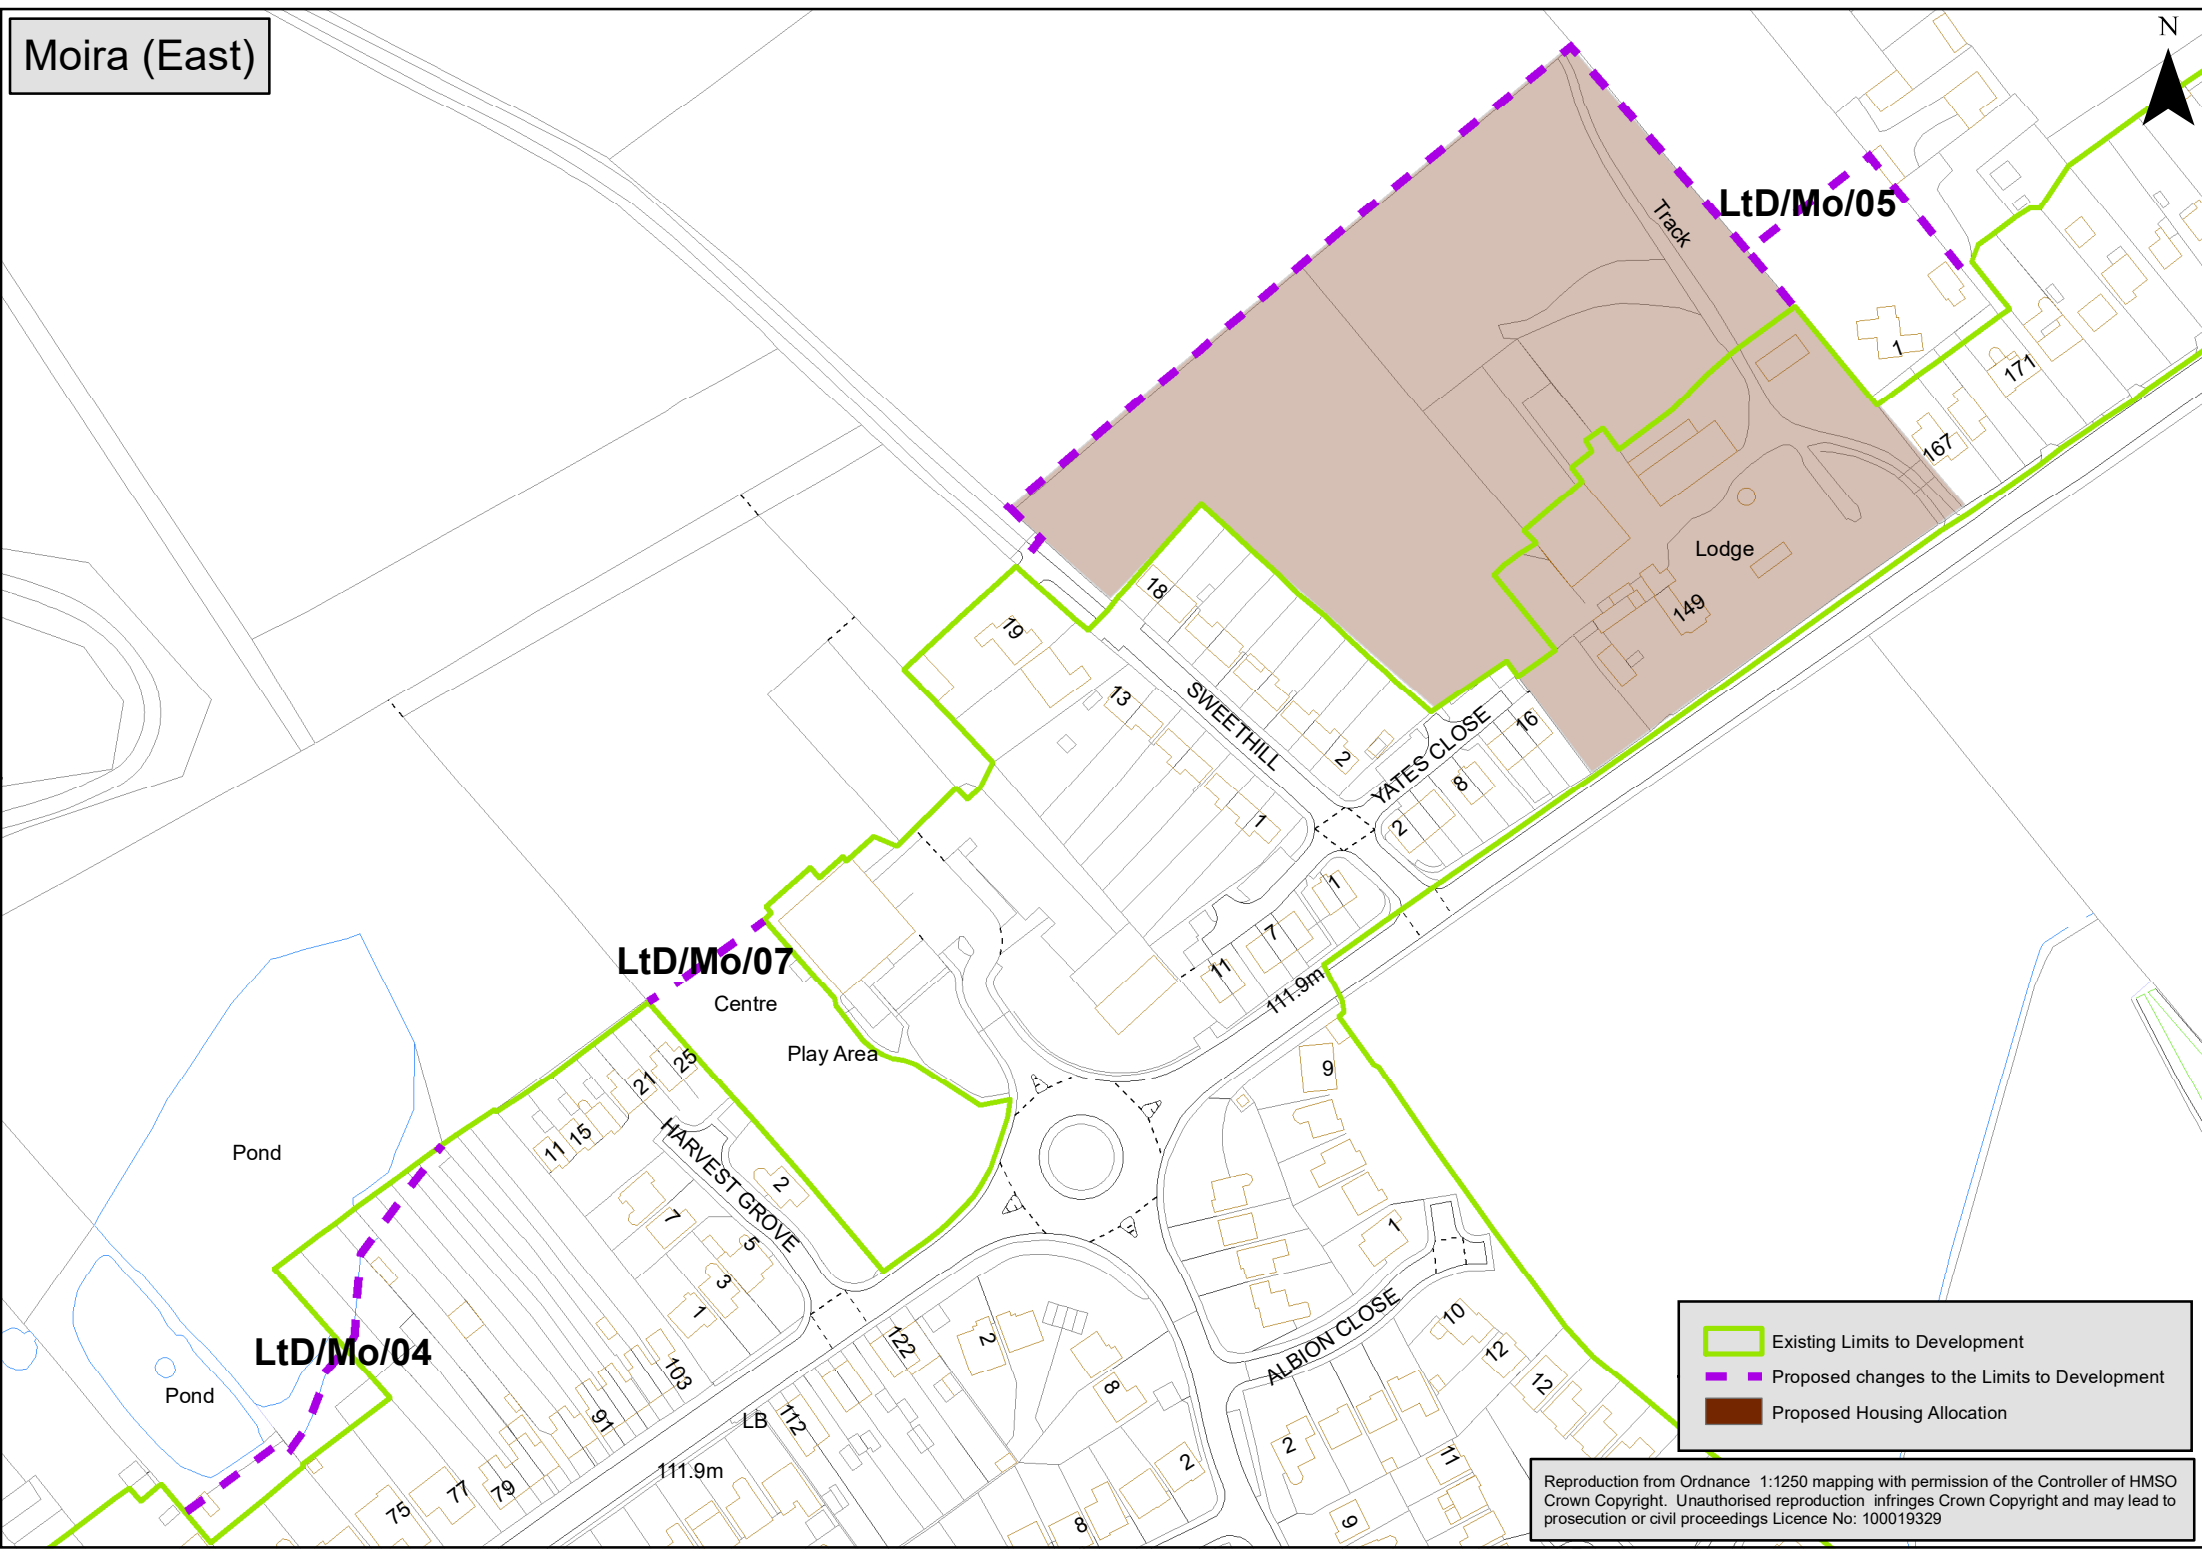 Moira (East)
N
LtD/Mo/05
Track
1
171
167
Lodge
149
18
19
13
SWEETHILL
2
YATES CLOSE
16
8
2
1
1
7
11
111.9m
LtD/Mo/07
Centre
Play Area
25
21
15
11
HARVEST GROVE
2
7
5
3
1
Pond
Pond
LtD/Mo/04
9
1
ALBION CLOSE
10
12
12
11
2
9
122
2
8
2
8
112
LB
103
91
79
77
75
111.9m
Existing Limits to Development
Proposed changes to the Limits to Development
Proposed Housing Allocation
Reproduction from Ordnance 1:1250 mapping with permission of the Controller of HMSO
Crown Copyright. Unauthorised reproduction infringes Crown Copyright and may lead to
prosecution or civil proceedings Licence No: 100019329